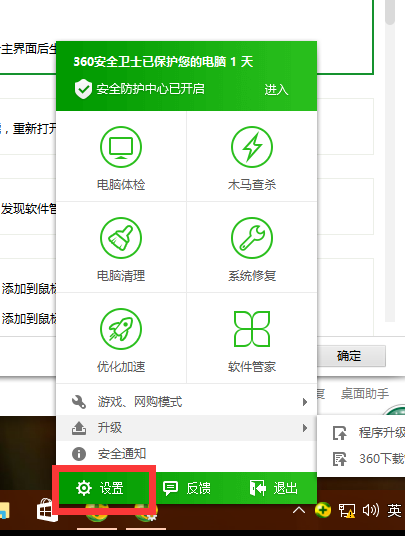 主界面后
360安全卫士已保护您的电脑 1 天
安全防护中心已开启 进入
，重新打开
电脑体检 木马查杀
发现软件管
电脑清理 系统修复
添加到鼠标
添加到鼠标
优化加速 软件管家
确定
游戏、网购模式
桌面助手
升级
程序升级
安全通知
360下载
设置 反馈 退出
英